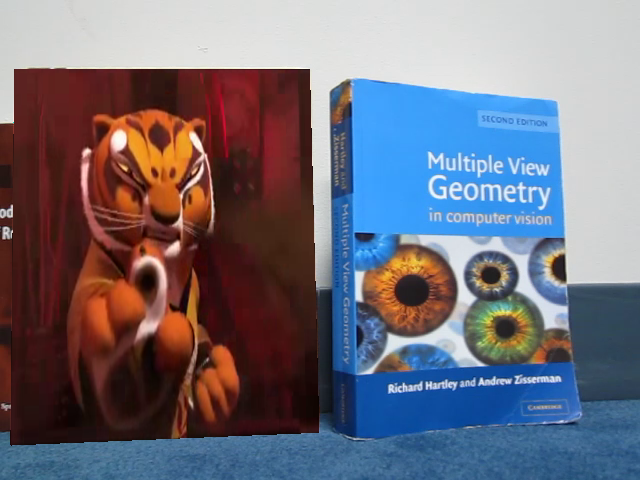 SECOND EDITION
Multiple View
Geometry
in computer vision
Richard Hartley and Andrew Zisserman
CAMBRIDGE
Hartley and
Zisserman
Multiple View Geometry